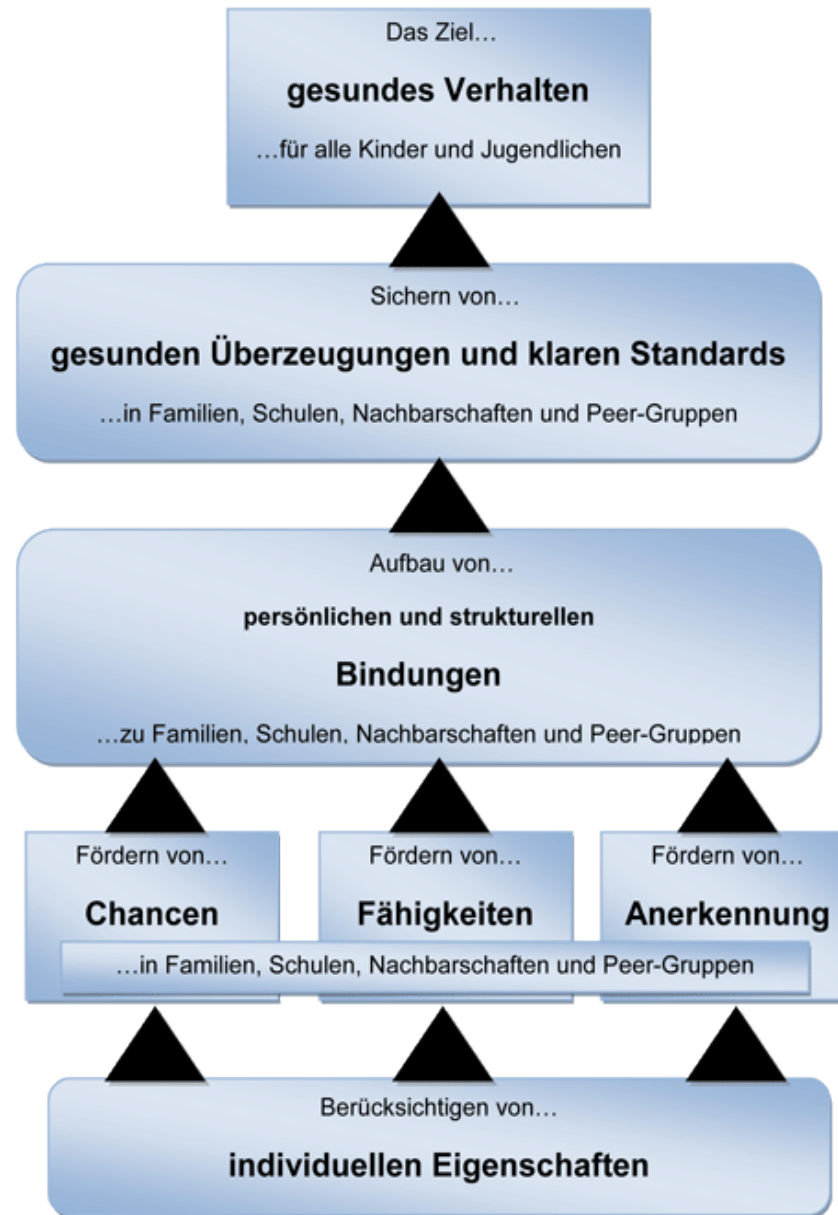 Das Ziel…
gesundes Verhalten
…für alle Kinder und Jugendlichen
Sichern von…
gesunden Überzeugungen und klaren Standards
…in Familien, Schulen, Nachbarschaften und Peer-Gruppen
Aufbau von…
persönlichen und strukturellen
Bindungen
…zu Familien, Schulen, Nachbarschaften und Peer-Gruppen
Fördern von…
Chancen
Fördern von…
Fähigkeiten
Fördern von…
Anerkennung
…in Familien, Schulen, Nachbarschaften und Peer-Gruppen
Berücksichtigen von…
individuellen Eigenschaften